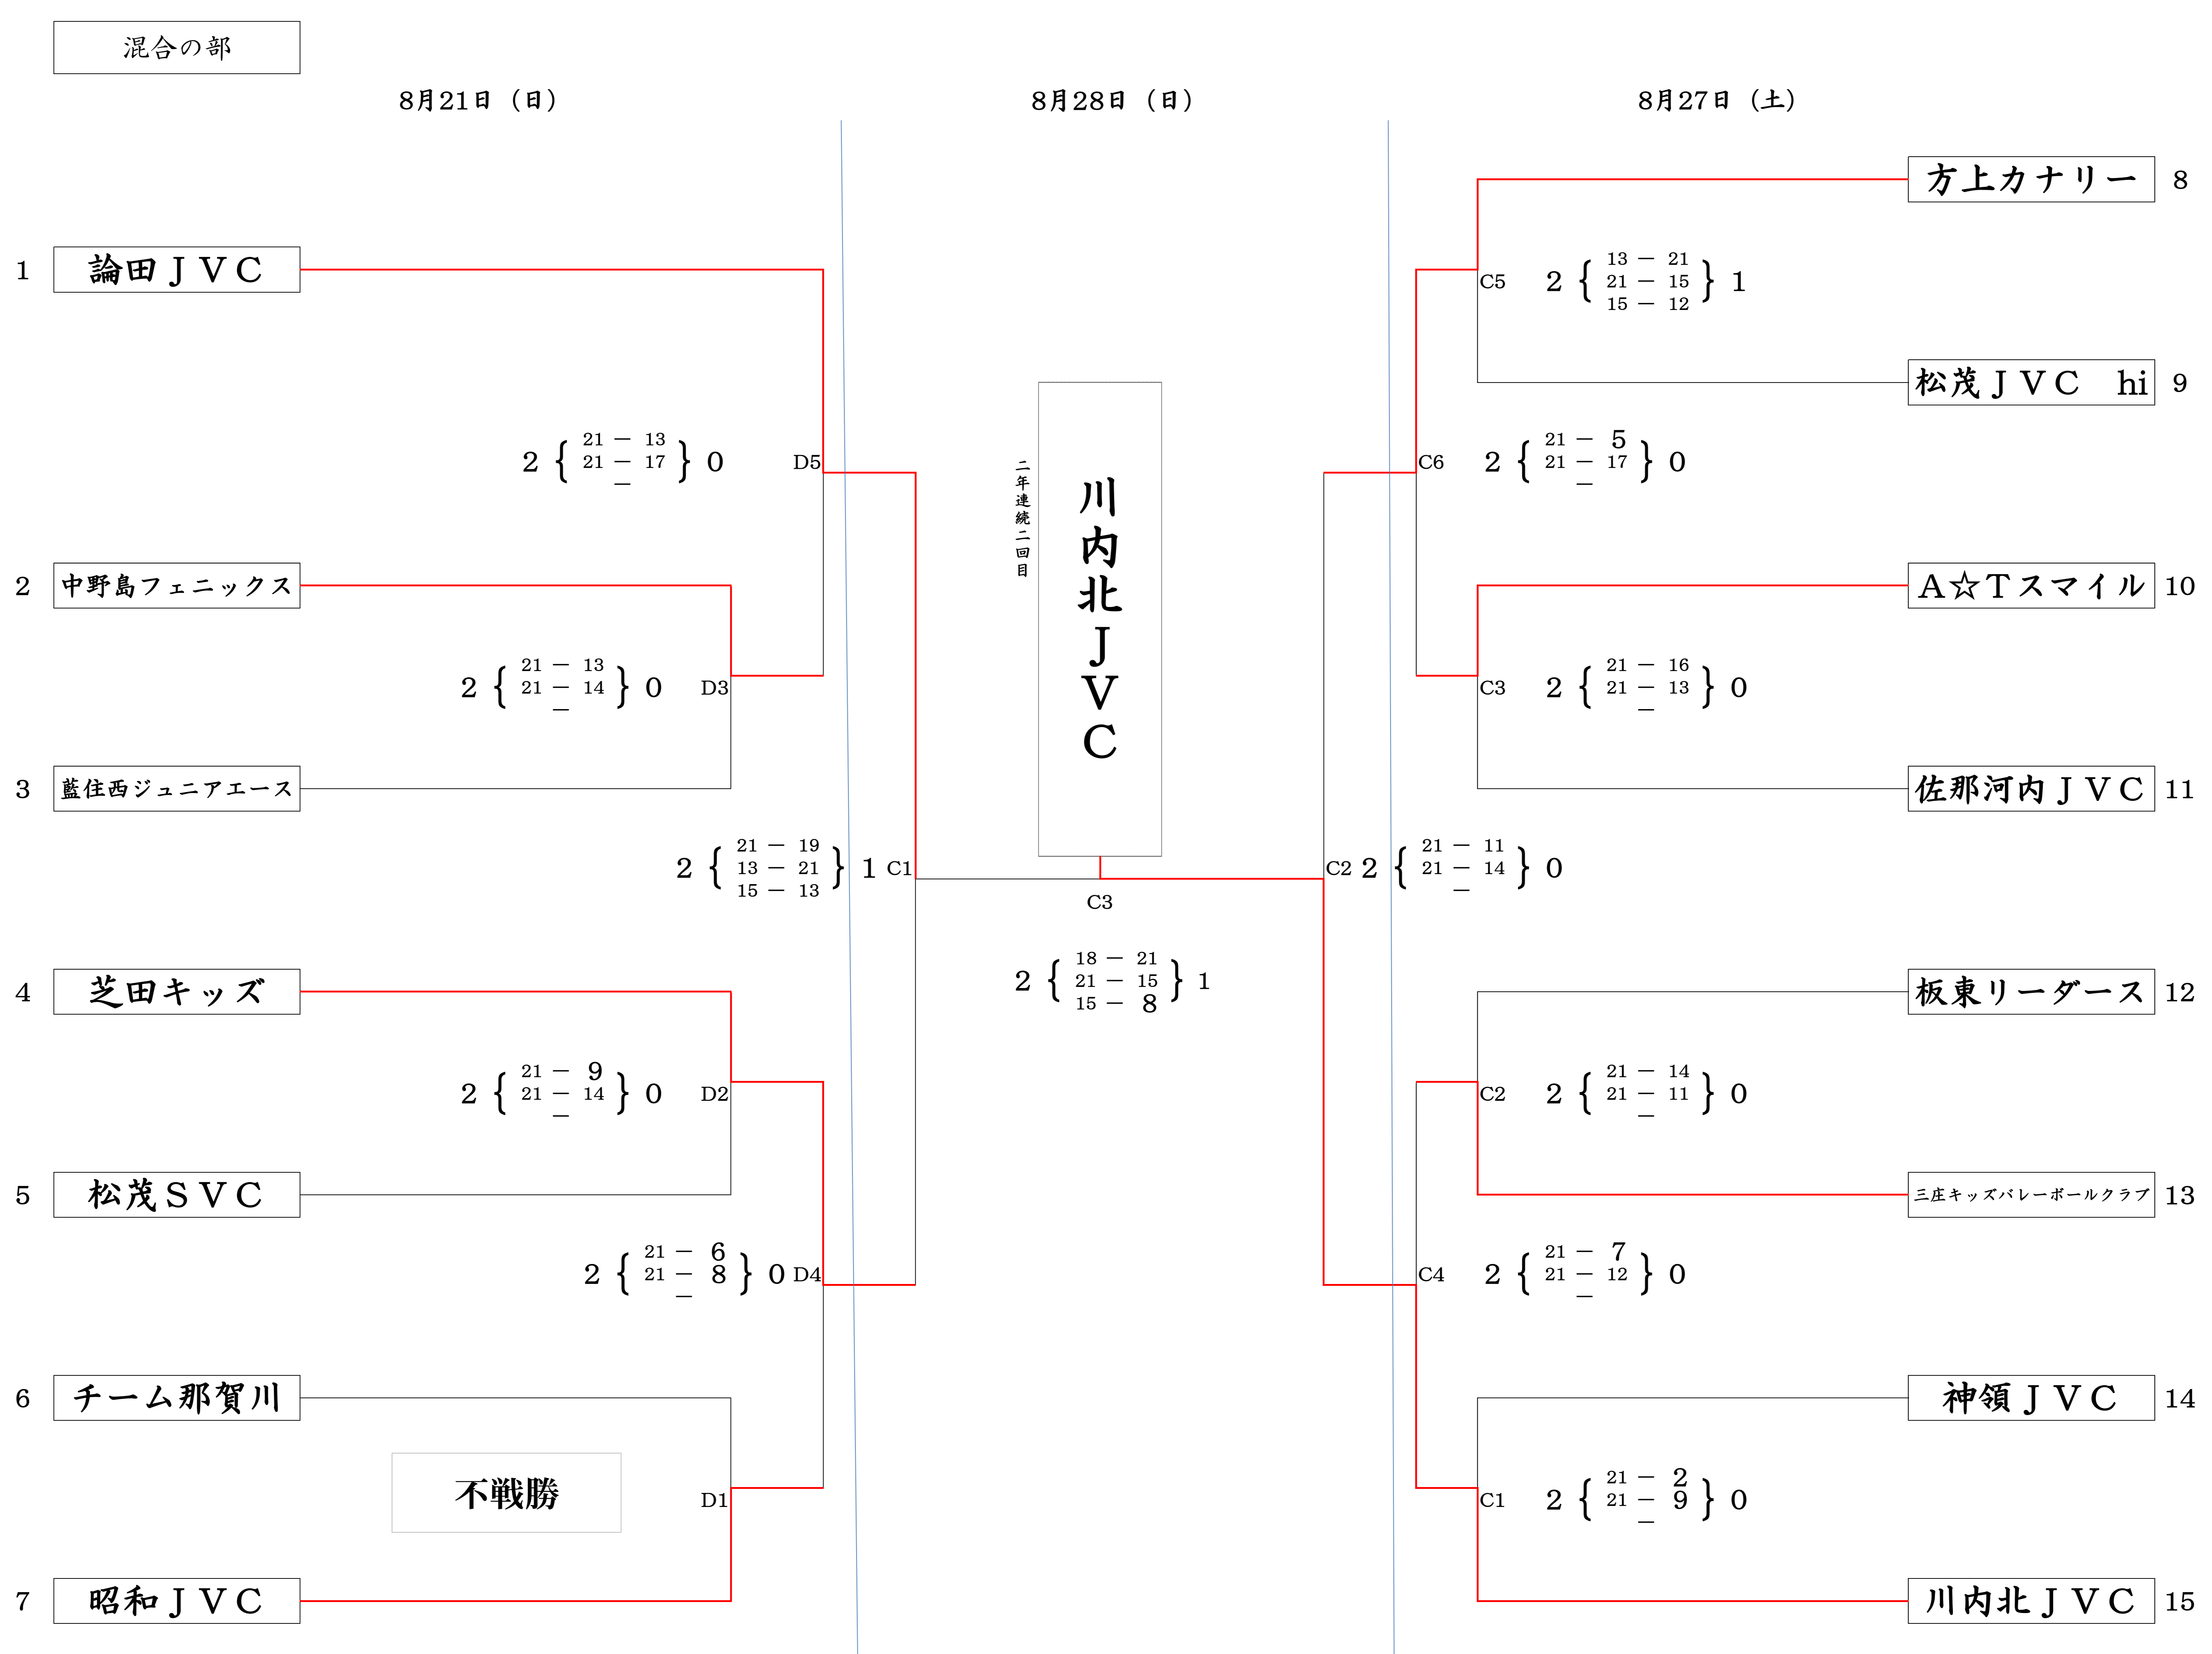 混合の部
8月21日（日）
8月28日（日）
8月27日（土）
1 論田ＪＶＣ
2 { 21 － 13
21 － 17
－ } 0
D5
2 中野島フェニックス
2 { 21 － 13
21 － 14
－ } 0
D3
3 藍住西ジュニアエース
2 { 21 － 19
13 － 21
15 － 13 } 1
C1
4 芝田キッズ
2 { 21 － 9
21 － 14
－ } 0
D2
5 松茂ＳＶＣ
2 { 21 － 6
21 － 8
－ } 0
D4
6 チーム那賀川
不戦勝
D1
7 昭和ＪＶＣ
二年連続二回目
川内北ＪＶＣ
C3
2 { 18 － 21
21 － 15
15 － 8 } 1
方上カナリー 8
C5
2 { 13 － 21
21 － 15
15 － 12 } 1
松茂ＪＶＣ　hi 9
C6
2 { 21 － 5
21 － 17
－ } 0
Ａ☆Ｔスマイル 10
C3
2 { 21 － 16
21 － 13
－ } 0
佐那河内ＪＶＣ 11
C2
2 { 21 － 11
21 － 14
－ } 0
板東リーダース 12
C2
2 { 21 － 14
21 － 11
－ } 0
三庄キッズバレーボールクラブ 13
C4
2 { 21 － 7
21 － 12
－ } 0
神領ＪＶＣ 14
C1
2 { 21 － 2
21 － 9
－ } 0
川内北ＪＶＣ 15